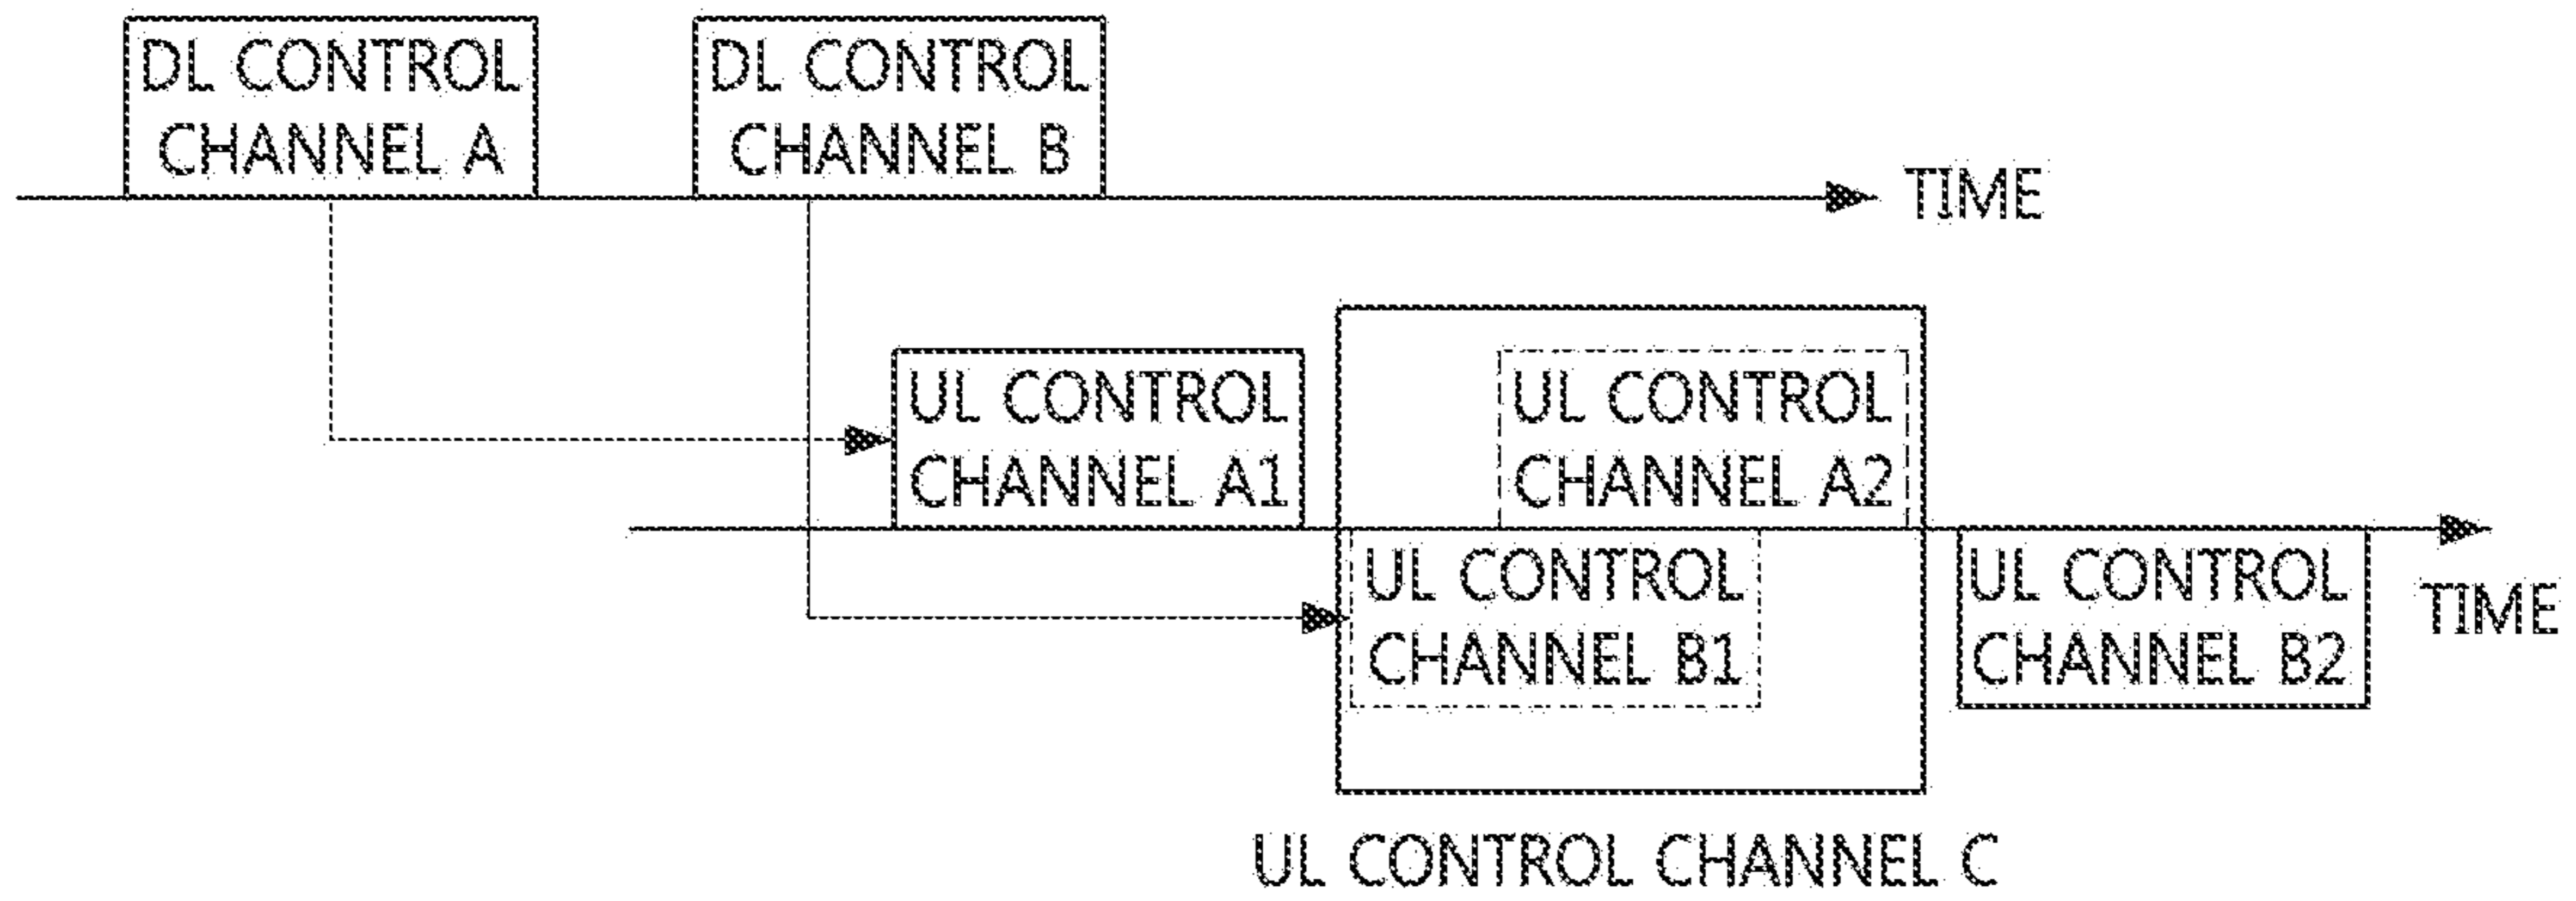 DL CONTROL
CHANNEL A
DL CONTROL
CHANNEL B
TIME
UL CONTROL
CHANNEL A1
UL CONTROL
CHANNEL A2
UL CONTROL
CHANNEL B1
UL CONTROL
CHANNEL B2
TIME
UL CONTROL CHANNEL C